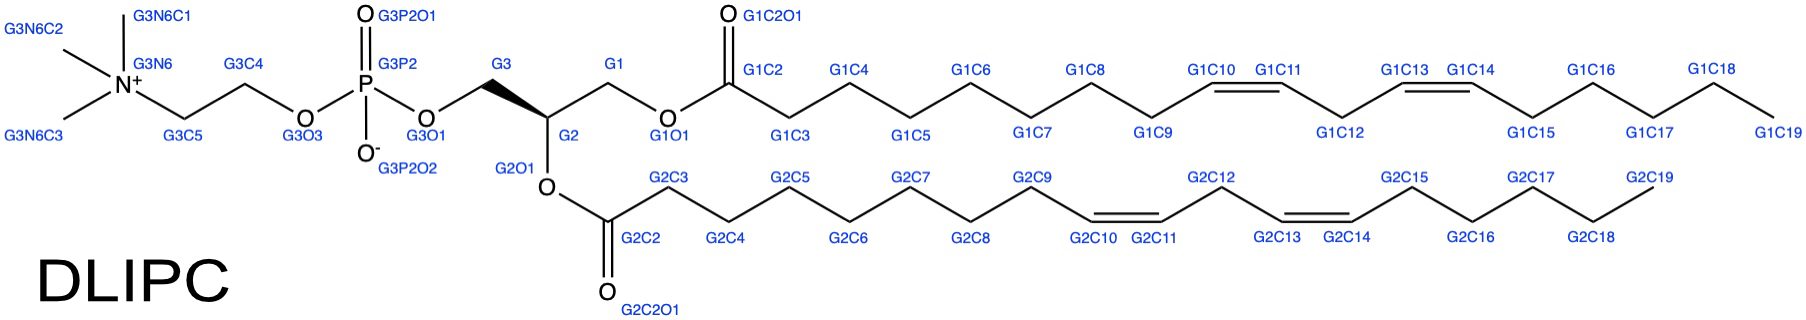 G3N6C1 O G3P2O1 O G1C2O1
G3N6C2
G3N6 G3C4 G3P2 G3 G1 G1C2 G1C4 G1C6 G1C8 G1C10 G1C11 G1C13 G1C14 G1C16 G1C18
N+ P
O O O
G3N6C3 G3C5 G3O3 G3O1 G2 G1O1 G1C3 G1C5 G1C7 G1C9 G1C12 G1C15 G1C17 G1C19
O- G3P2O2 G2O1 G2C3 G2C5 G2C7 G2C9 G2C12 G2C15 G2C17 G2C19
O
G2C2 G2C4 G2C6 G2C8 G2C10 G2C11 G2C13 G2C14 G2C16 G2C18
DLIPC
O
G2C2O1